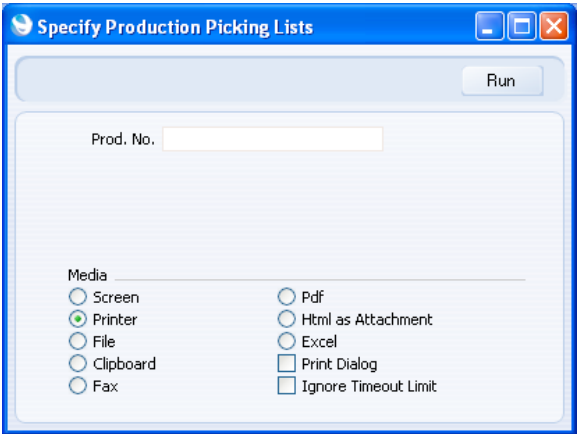 Specify Production Picking Lists
Run
Prod. No.
Media
Screen
Pdf
Printer
Html as Attachment
File
Excel
Clipboard
Print Dialog
Fax
Ignore Timeout Limit